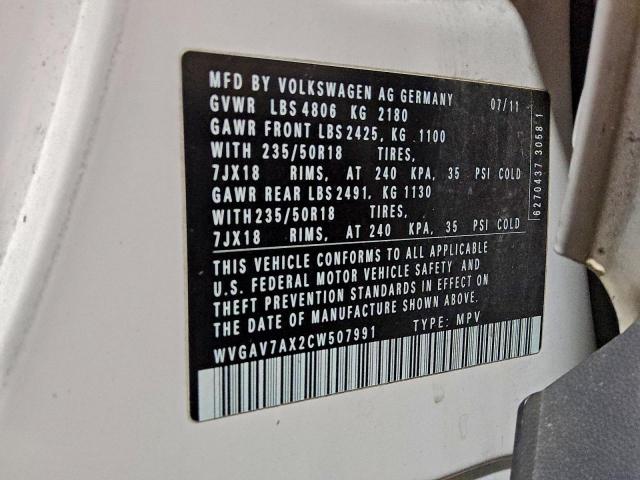 MFD BY VOLKSWAGEN AG GERMANY 07/11
GVWR LBS 4806 KG 2180
GAWR FRONT LBS 2425, KG 1100
WITH 235/50R18 TIRES,
7JX18 RIMS, AT 240 KPA, 35 PSI COLD
GAWR REAR LBS 2491, KG 1130
WITH 235/50R18 TIRES,
7JX18 RIMS, AT 240 KPA, 35 PSI COLD
THIS VEHICLE CONFORMS TO ALL APPLICABLE
U.S. FEDERAL MOTOR VEHICLE SAFETY AND
THEFT PREVENTION STANDARDS IN EFFECT ON
THE DATE OF MANUFACTURE SHOWN ABOVE.
WVGAV7AX2CW507991 TYPE: MPV
6270437 3058 1